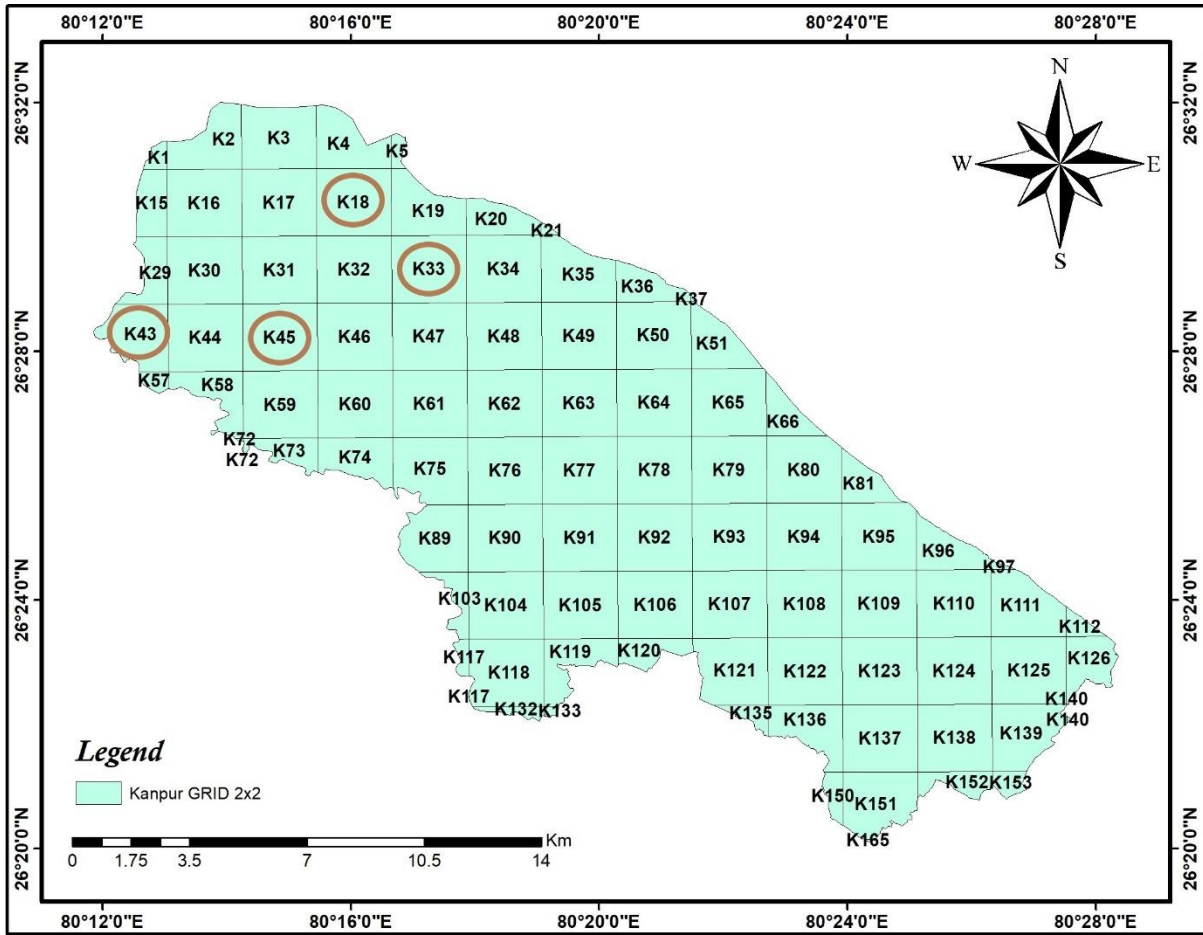 80°12'0"E 80°16'0"E 80°20'0"E 80°24'0"E 80°28'0"E
26°32'0"N 26°32'0"N
N
W E
S
K1 K2 K3 K4 K5
K15 K16 K17 K18 K19 K20 K21
K29 K30 K31 K32 K33 K34 K35 K36 K37
26°28'0"N 26°28'0"N
K43 K44 K45 K46 K47 K48 K49 K50 K51
K57 K58 K59 K60 K61 K62 K63 K64 K65 K66
K72 K73 K74 K75 K76 K77 K78 K79 K80 K81
K72
K89 K90 K91 K92 K93 K94 K95 K96 K97
26°24'0"N 26°24'0"N
K103 K104 K105 K106 K107 K108 K109 K110 K111 K112
K117 K118 K119 K120 K121 K122 K123 K124 K125 K126
K117 K132 K133 K135 K136 K137 K138 K139 K140
K140
K150 K151 K152 K153
K165
Legend
Kanpur GRID 2x2
Km
0 1.75 3.5 7 10.5 14
26°20'0"N 26°20'0"N
80°12'0"E 80°16'0"E 80°20'0"E 80°24'0"E 80°28'0"E